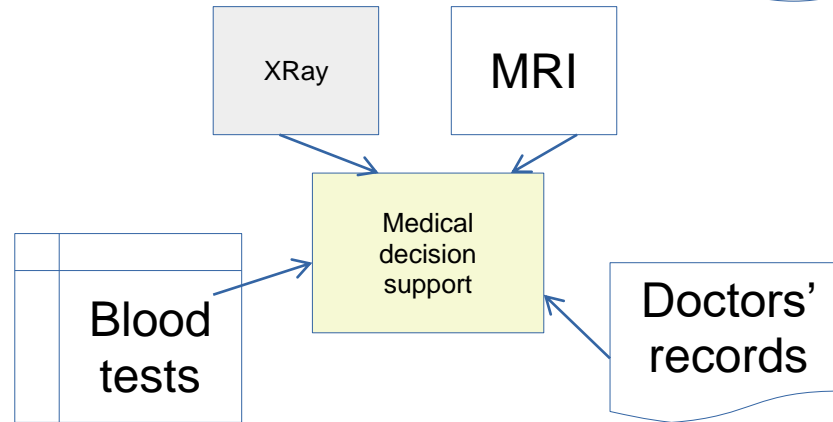 XRay
MRI
Medical
decision
support
Blood
tests
Doctors’
records